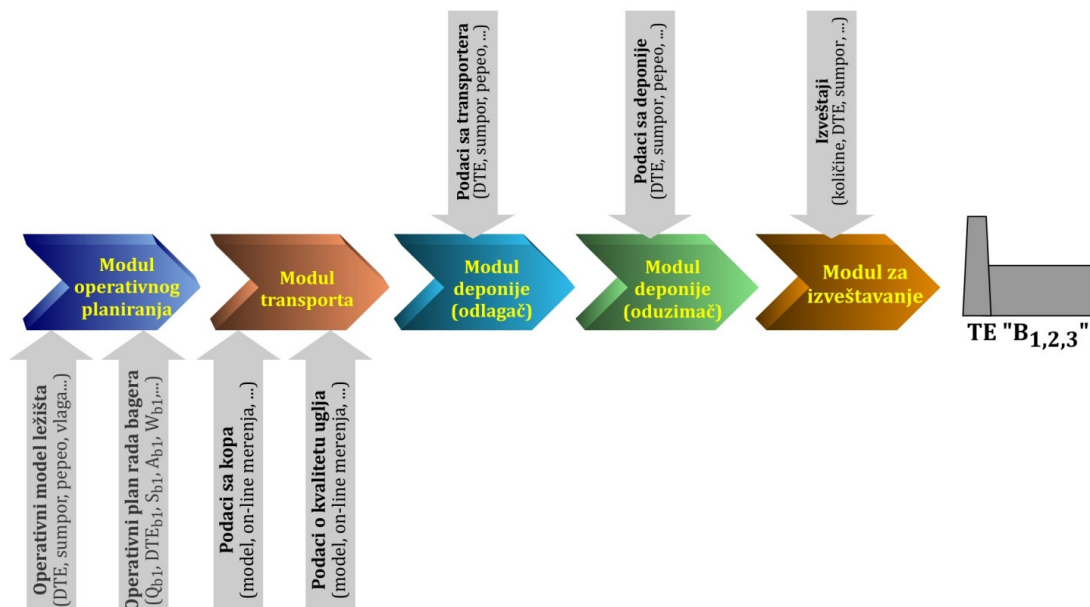 Podaci sa transportera
(DTE, sumpor, pepeo, ...)
Podaci sa deponije
(DTE, sumpor, pepeo, ...)
Izveštaji
(količine, DTE, sumpor, ...)
Modul
operativnog
planiranja
Modul
transporta
Modul
deponije
(odlagač)
Modul
deponije
(oduzimač)
Modul za
izveštavanje
TE "B1,2,3"
Operativni model ležišta
(DTE, sumpor, pepeo, vlaga...)
Operativni plan rada bagera
(Qb1, DTEb1, Sb1, Ab1, Wb1,...)
Podaci sa kopa
(model, on-line merenja, ...)
Podaci o kvalitetu uglja
(model, on-line merenja, ...)